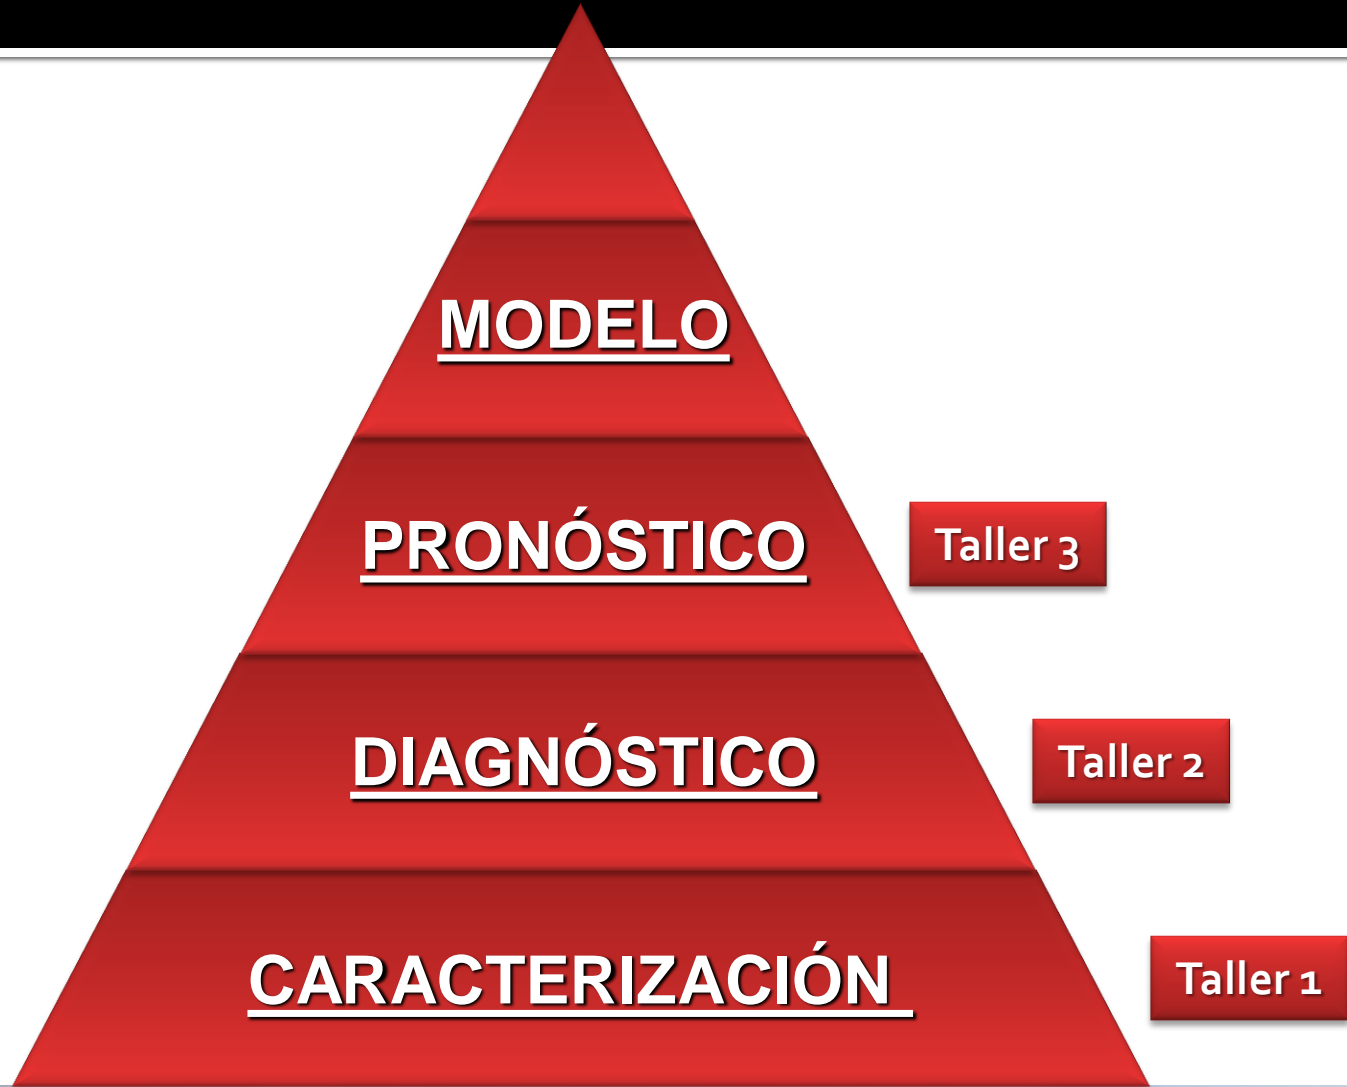 MODELO
PRONÓSTICO
Taller 3
DIAGNÓSTICO
Taller 2
CARACTERIZACIÓN
Taller 1